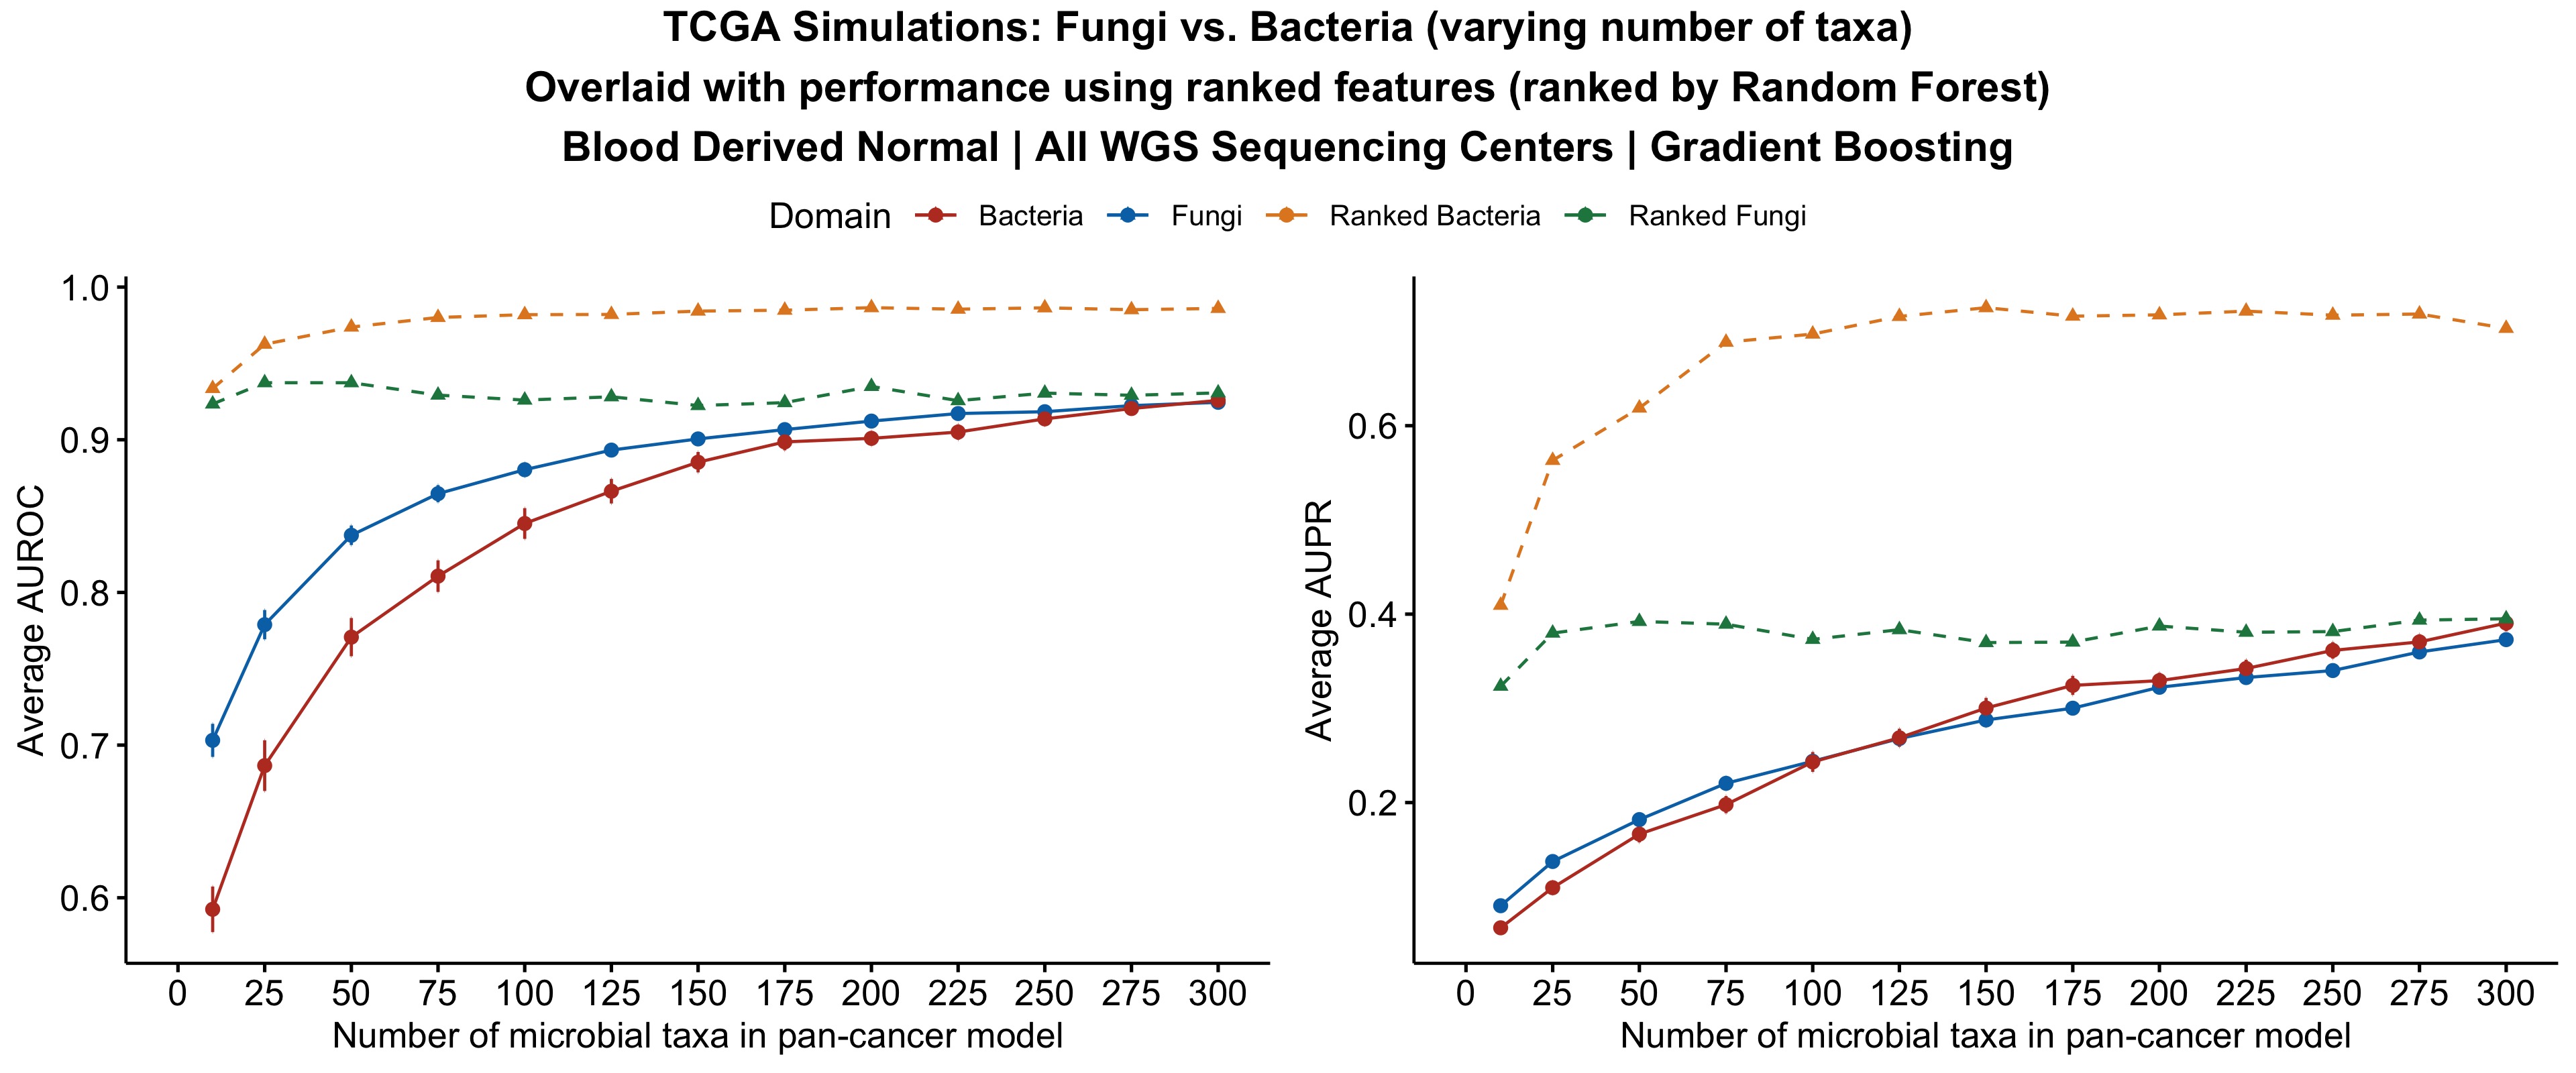 TCGA Simulations: Fungi vs. Bacteria (varying number of taxa)
Overlaid with performance using ranked features (ranked by Random Forest)
Blood Derived Normal | All WGS Sequencing Centers | Gradient Boosting
Domain Bacteria Fungi Ranked Bacteria Ranked Fungi
Average AUROC
1.0
0.9
0.8
0.7
0.6
0 25 50 75 100 125 150 175 200 225 250 275 300
Number of microbial taxa in pan-cancer model
Average AUPR
0.6
0.4
0.2
0 25 50 75 100 125 150 175 200 225 250 275 300
Number of microbial taxa in pan-cancer model